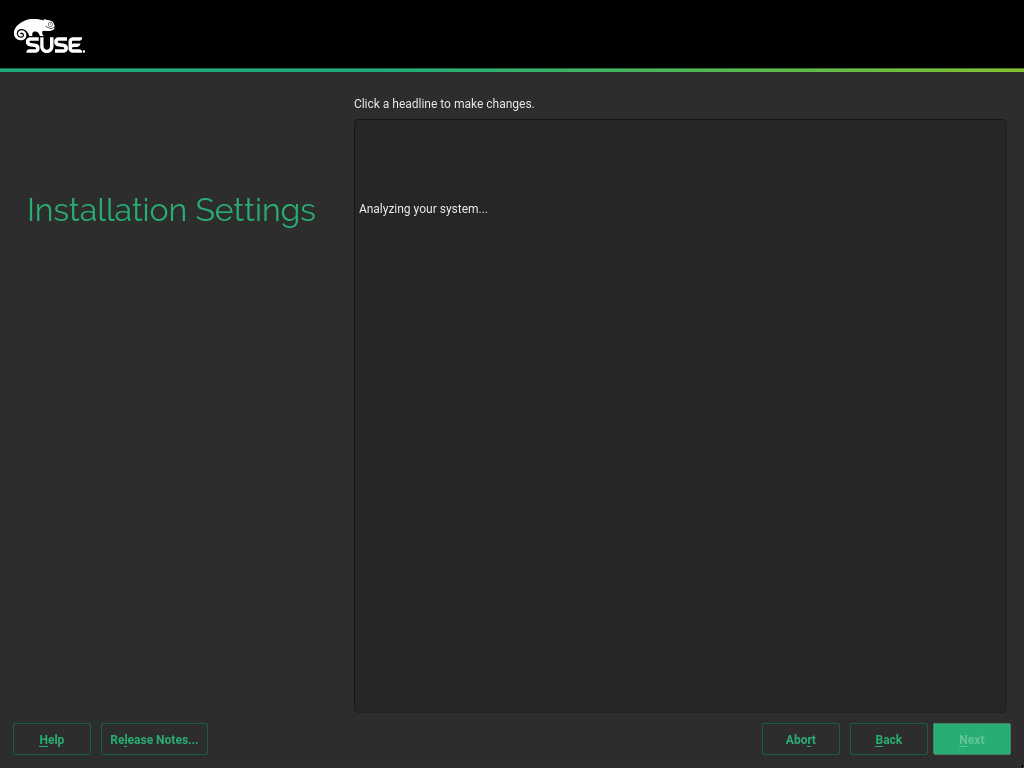 SUSE.
Click a headline to make changes.
Installation Settings
Analyzing your system...
Help
Release Notes...
Abort
Back
Next